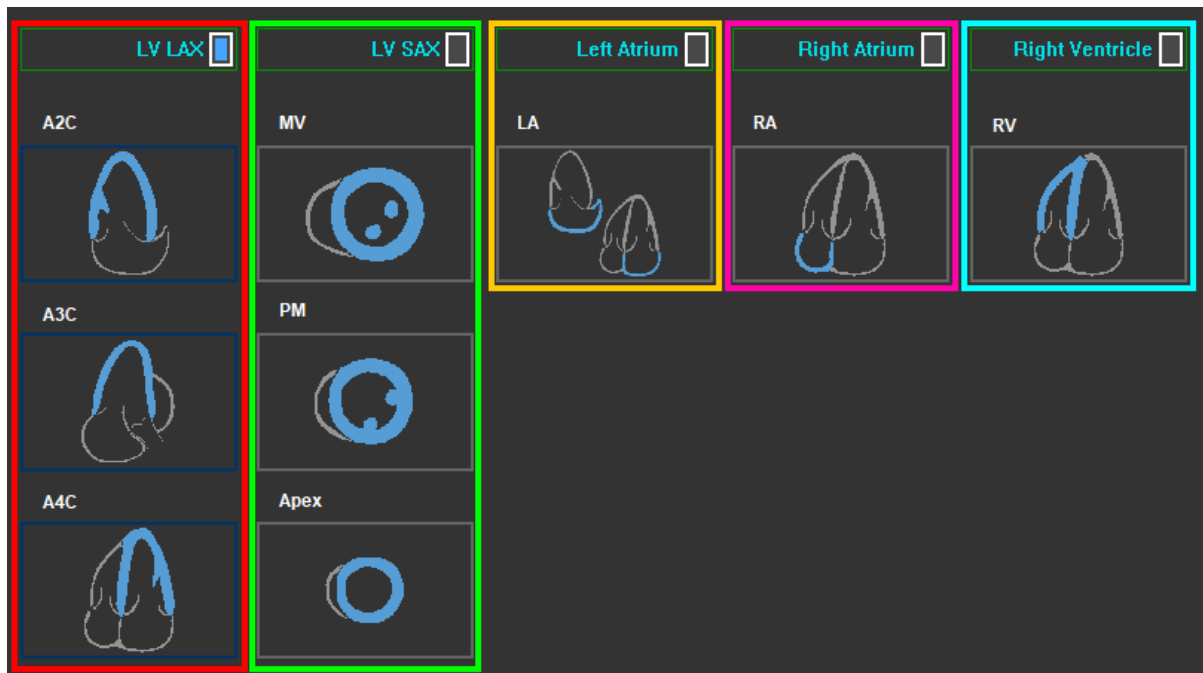 LV LAX
A2C
A3C
A4C
LV SAX
MV
PM
Apex
Left Atrium
LA
Right Atrium
RA
Right Ventricle
RV